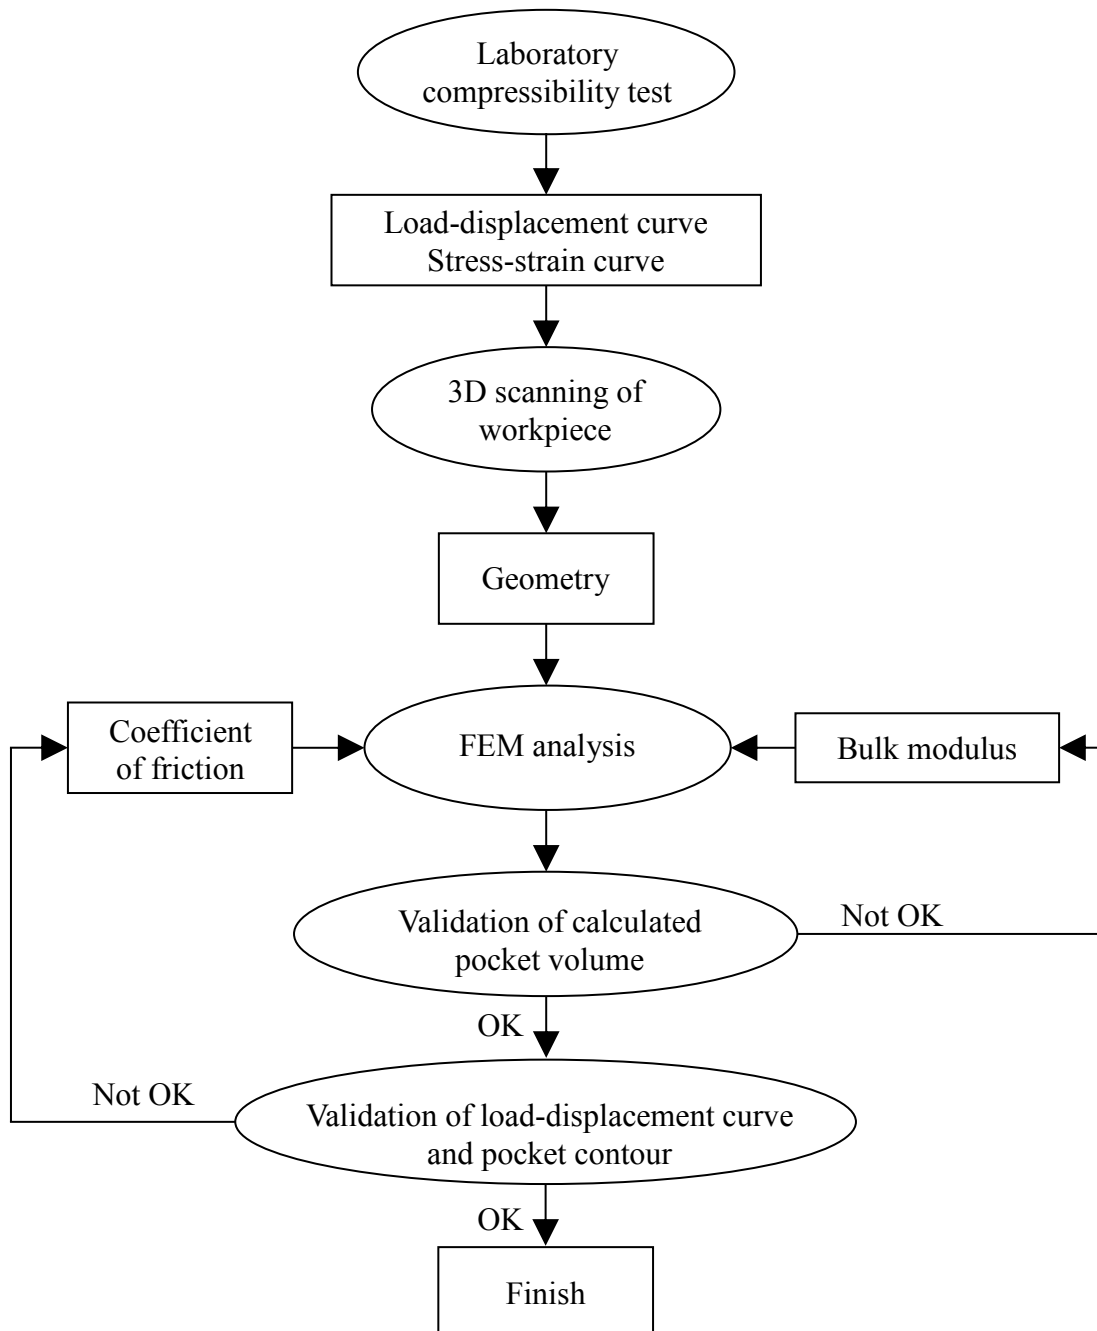 Laboratory
compressibility test
Load-displacement curve
Stress-strain curve
3D scanning of
workpiece
Geometry
Coefficient
of friction
FEM analysis
Bulk modulus
Validation of calculated
pocket volume
Not OK
OK
Not OK
Validation of load-displacement curve
and pocket contour
OK
Finish